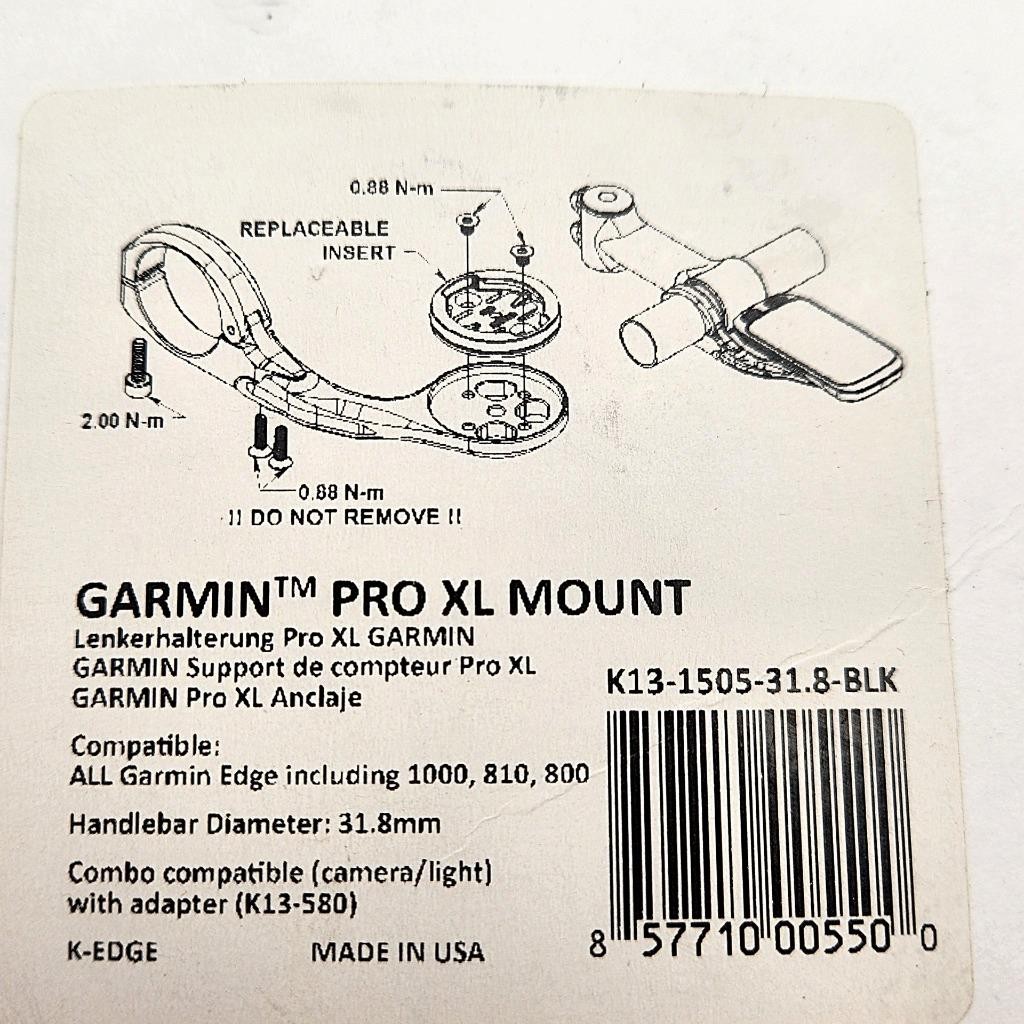 0.88 N-m
REPLACEABLE
INSERT
2.00 N-m
0.88 N-m
!! DO NOT REMOVE !!
GARMIN™ PRO XL MOUNT
Lenkerhalterung Pro XL GARMIN
GARMIN Support de compteur Pro XL
GARMIN Pro XL Anclaje
K13-1505-31.8-BLK
Compatible:
ALL Garmin Edge including 1000, 810, 800
Handlebar Diameter: 31.8mm
Combo compatible (camera/light)
with adapter (K13-580)
K-EDGE MADE IN USA
8 57710 00550 0